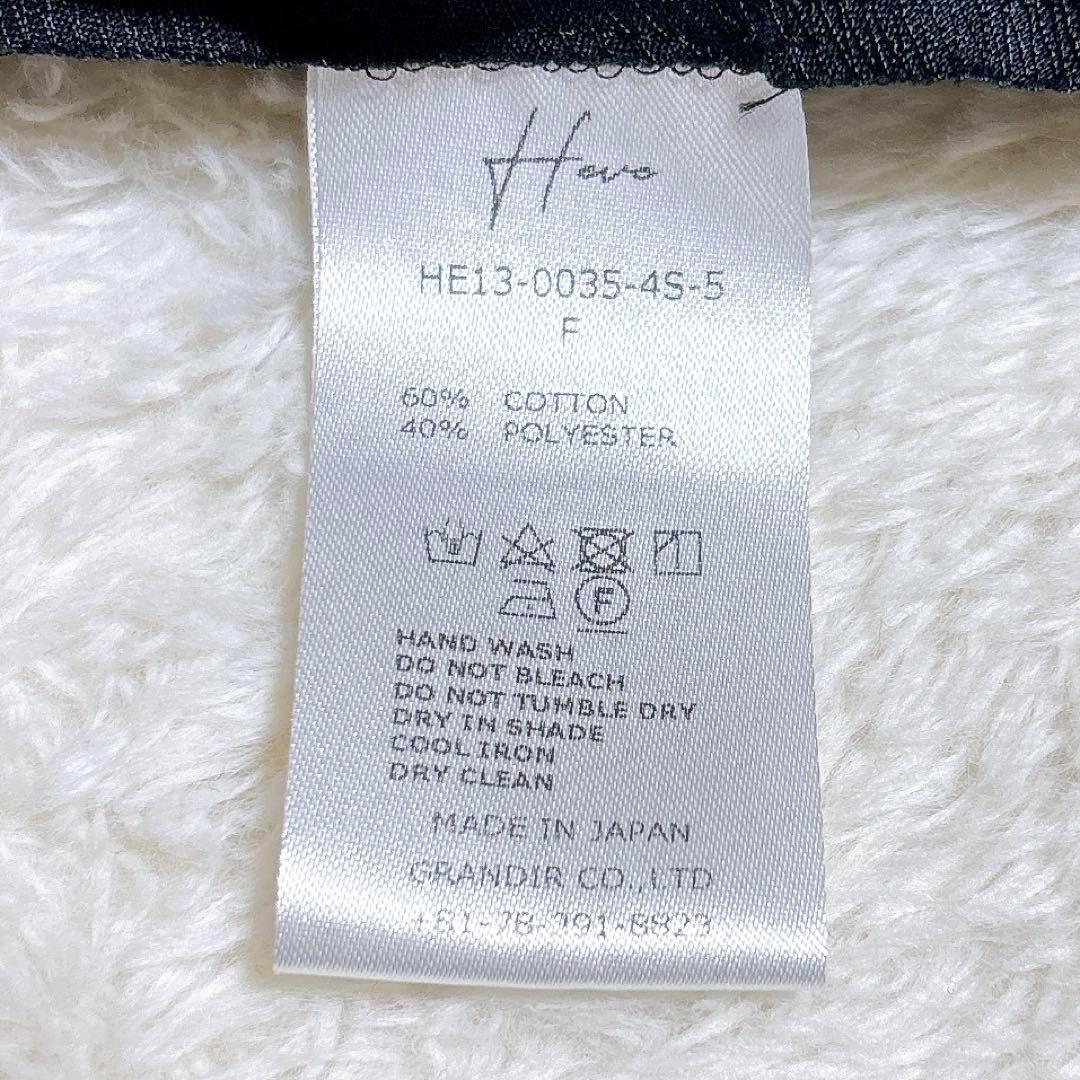 Hevo
HE13-0035-4S-5
F
60% COTTON
40% POLYESTER
F
HAND WASH
DO NOT BLEACH
DO NOT TUMBLE DRY
DRY IN SHADE
COOL IRON
DRY CLEAN
MADE IN JAPAN
GRANDIR CO.,LTD
+81-78-391-8823